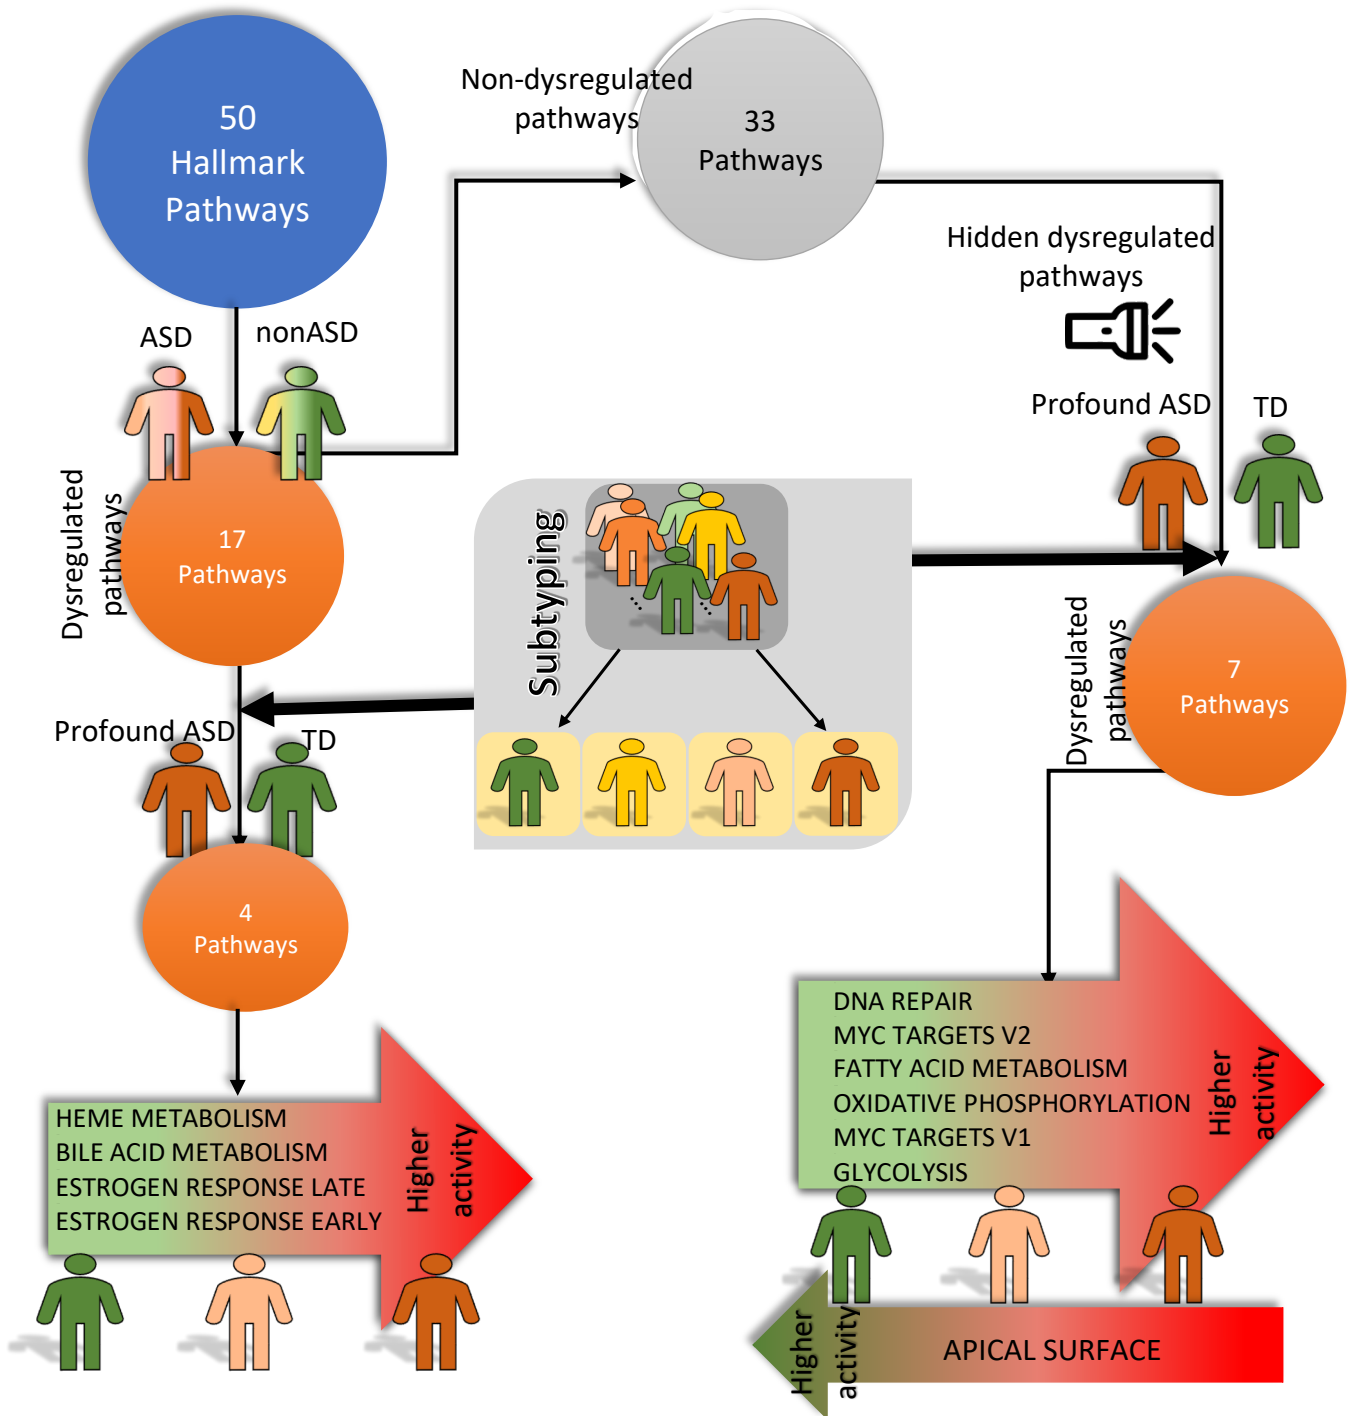 50
Hallmark
Pathways
Non-dysregulated
pathways
33
Pathways
Hidden dysregulated
pathways
ASD
nonASD
Profound ASD
TD
Dysregulated
pathways
17
Pathways
Subtyping
...
...
Dysregulated
pathways
7
Pathways
Profound ASD
TD
4
Pathways
HEME METABOLISM
BILE ACID METABOLISM
ESTROGEN RESPONSE LATE
ESTROGEN RESPONSE EARLY
Higher
activity
DNA REPAIR
MYC TARGETS V2
FATTY ACID METABOLISM
OXIDATIVE PHOSPHORYLATION
MYC TARGETS V1
GLYCOLYSIS
Higher
activity
Higher
activity
APICAL SURFACE